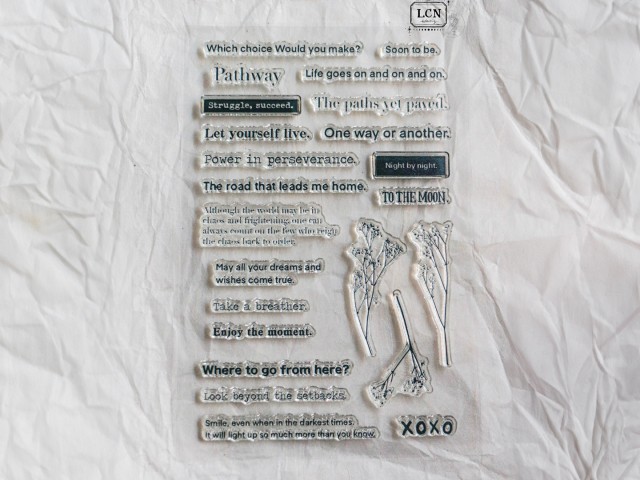 LCN
Which choice Would you make?
Soon to be.
Pathway
Life goes on and on and on.
Struggle, succeed.
The paths yet paved.
Let yourself live.
One way or another.
Power in perseverance.
Night by night.
The road that leads me home.
TO THE MOON.
Although the world may be in
chaos and frightening, one can
always count on the few who reign
the chaos back to order.
May all your dreams and
wishes come true.
Take a breather.
Enjoy the moment.
Where to go from here?
Look beyond the setbacks.
Smile, even when in the darkest times.
It will light up so much more than you know.
XOXO